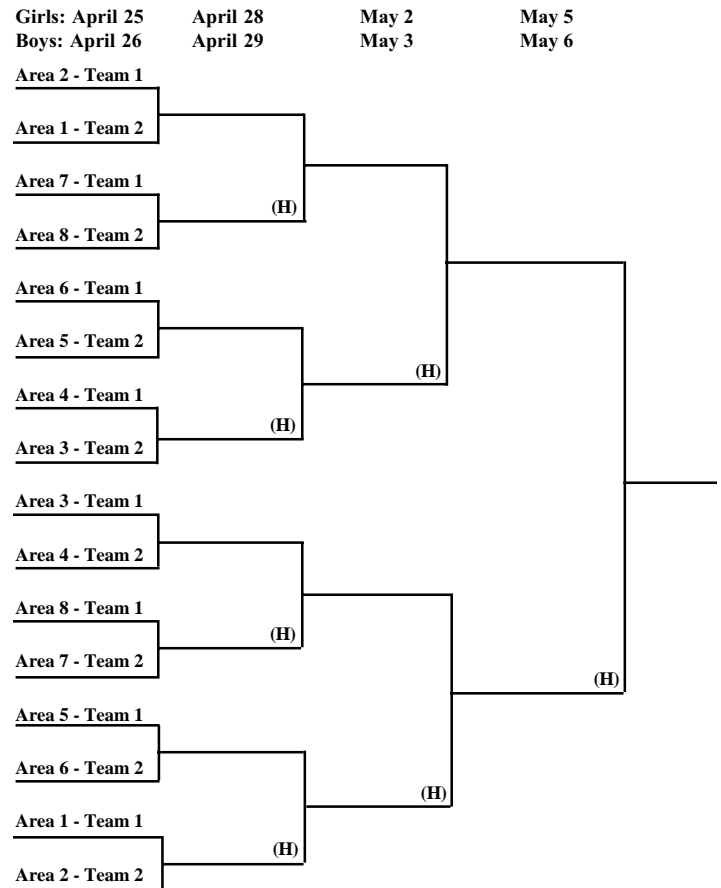 Girls: April 25 April 28 May 2 May 5
Boys: April 26 April 29 May 3 May 6
Area 2 - Team 1
Area 1 - Team 2
Area 7 - Team 1
(H)
Area 8 - Team 2
Area 6 - Team 1
Area 5 - Team 2
(H)
Area 4 - Team 1
(H)
Area 3 - Team 2
Area 3 - Team 1
Area 4 - Team 2
Area 8 - Team 1
(H)
Area 7 - Team 2
(H)
Area 5 - Team 1
Area 6 - Team 2
(H)
Area 1 - Team 1
(H)
Area 2 - Team 2